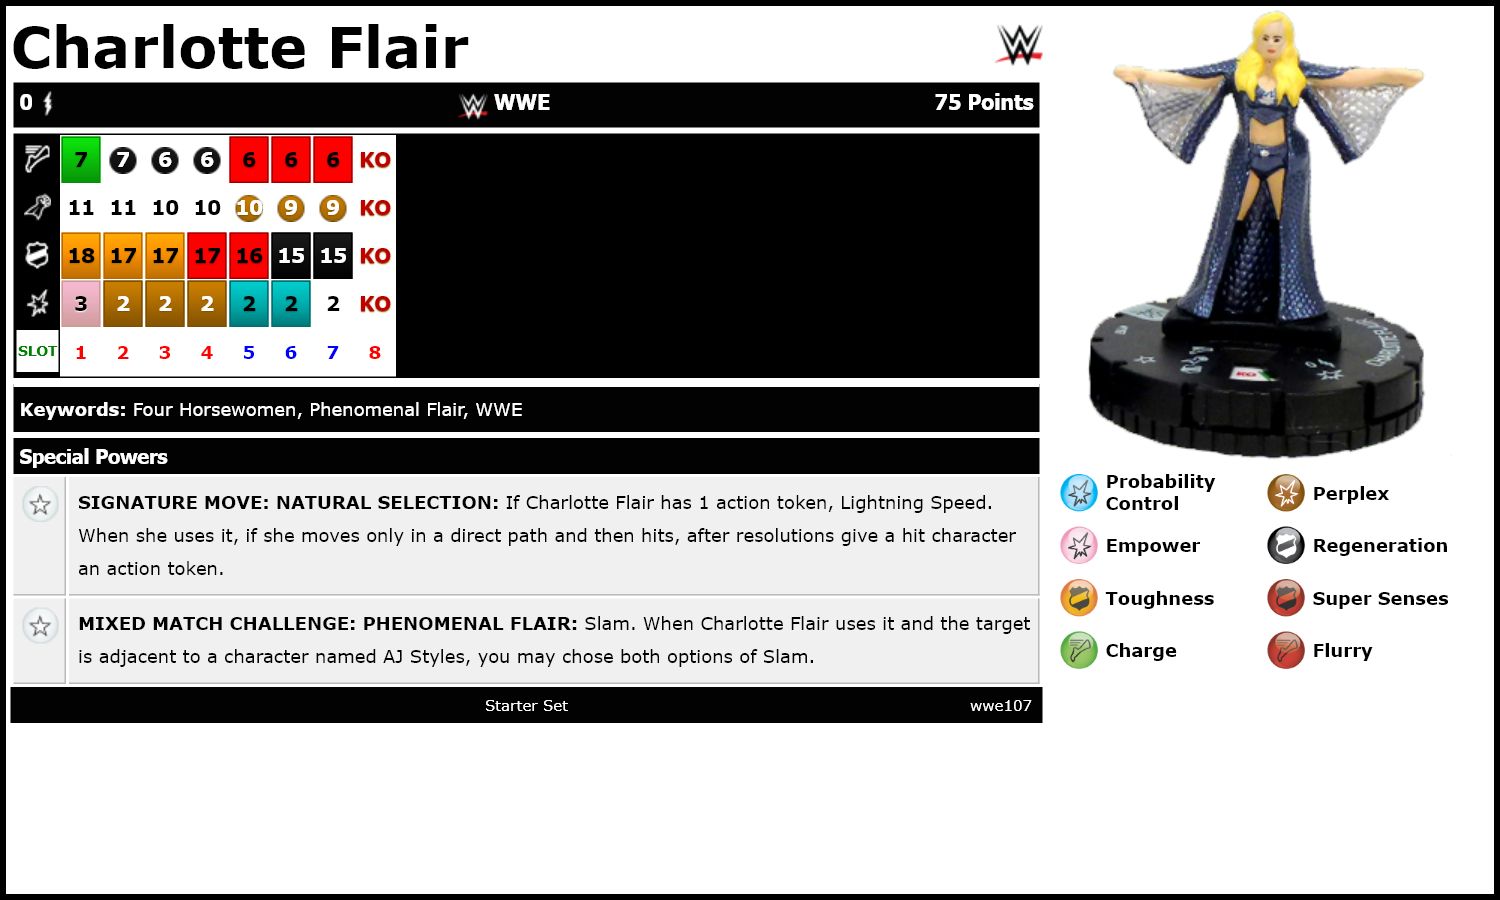 Charlotte Flair
W
0 WWE 75 Points
7 7 6 6 6 6 6 KO
11 11 10 10 10 9 9 KO
18 17 17 17 16 15 15 KO
3 2 2 2 2 2 2 KO
SLOT 1 2 3 4 5 6 7 8
Keywords: Four Horsewomen, Phenomenal Flair, WWE
Special Powers
SIGNATURE MOVE: NATURAL SELECTION: If Charlotte Flair has 1 action token, Lightning Speed.
When she uses it, if she moves only in a direct path and then hits, after resolutions give a hit character
an action token.
MIXED MATCH CHALLENGE: PHENOMENAL FLAIR: Slam. When Charlotte Flair uses it and the target
is adjacent to a character named AJ Styles, you may chose both options of Slam.
Starter Set wwe107
CHARLOTTE FLAIR
KO
0
Probability
Control
Perplex
Empower
Regeneration
Toughness
Super Senses
Charge
Flurry